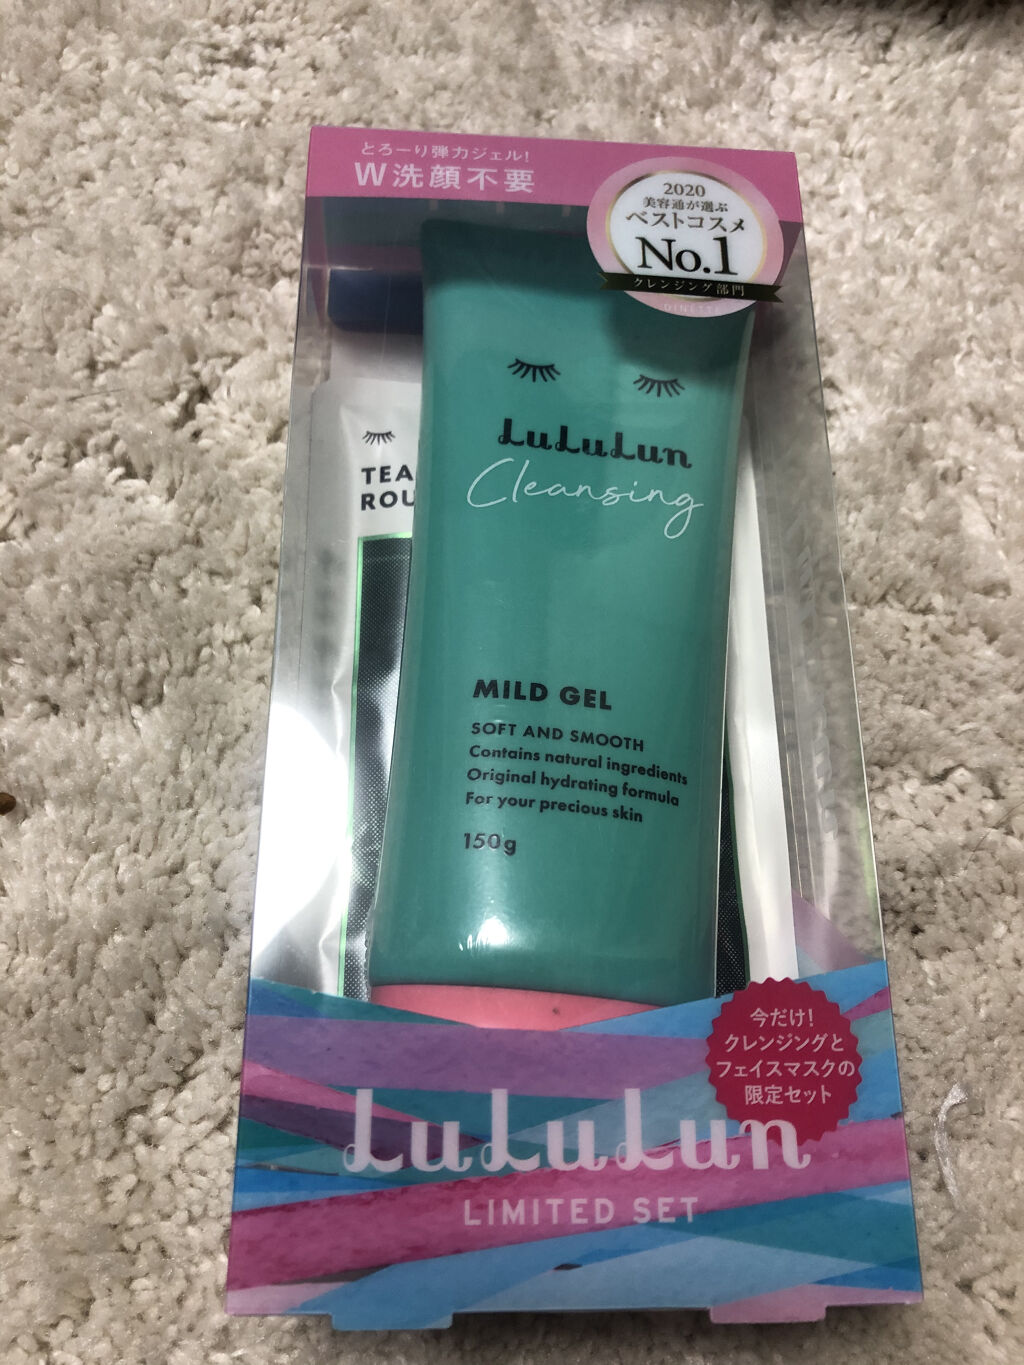 とろーり弾力ジェル!
W洗顔不要
2020
美容通が選ぶ
ベストコスメ
No.1
クレンジング部門
DINETTE
LuLuLun
Cleansing
TEA
ROU
MILD GEL
SOFT AND SMOOTH
Contains natural ingredients
Original hydrating formula
For your precious skin
150g
今だけ!
クレンジングと
フェイスマスクの
限定セット
LuLuLun
LIMITED SET